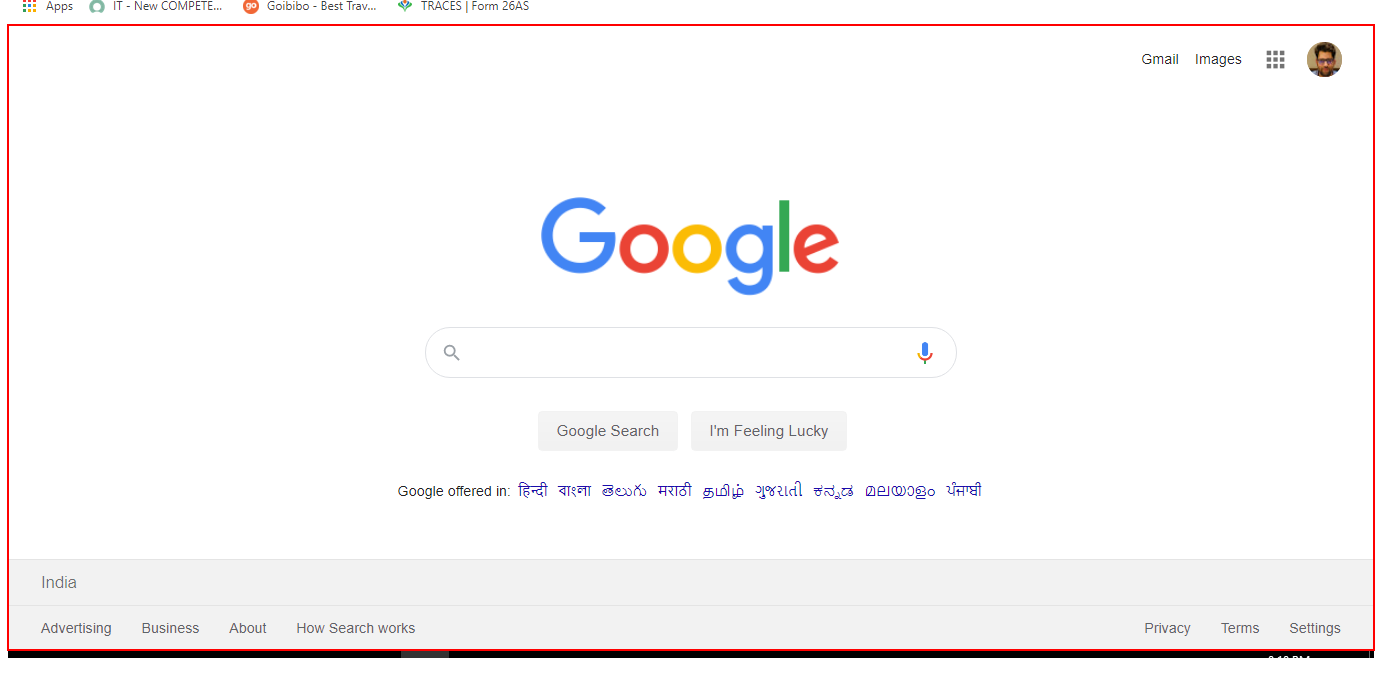 Apps IT - New COMPETE... go Goibibo - Best Trav... TRACES | Form 26AS
Gmail Images
Google
Google Search I'm Feeling Lucky
Google offered in: हिन्दी বাংলা తెలుగు मराठी தமிழ் ગુજરાતી ಕನ್ನಡ മലയാളം ਪੰਜਾਬੀ
India
Advertising Business About How Search works Privacy Terms Settings